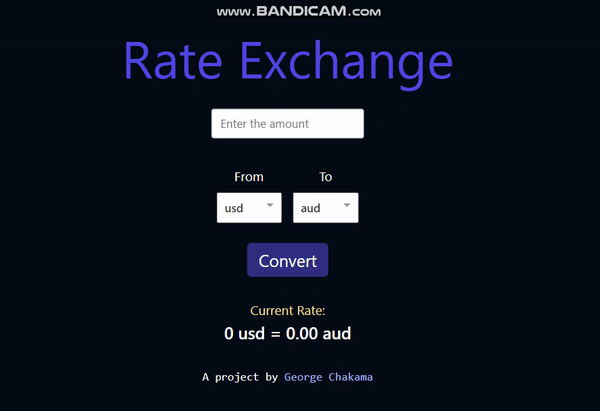 www.BANDICAM.com
Rate Exchange
Enter the amount
From To
usd aud
Convert
Current Rate:
0 usd = 0.00 aud
A project by George Chakama